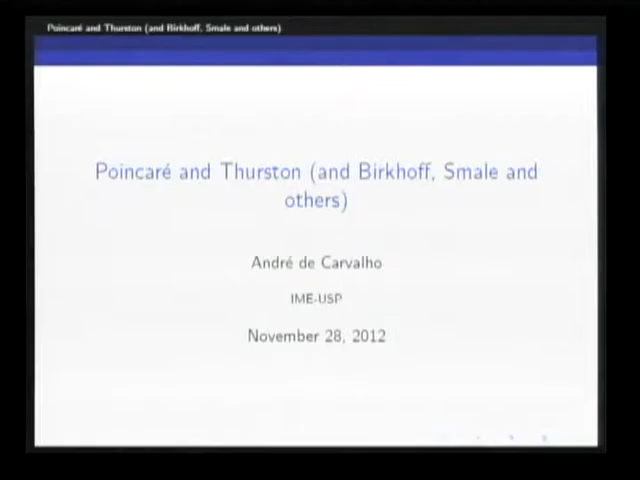 Poincaré and Thurston (and Birkhoff, Smale and others)
Poincaré and Thurston (and Birkhoff, Smale and
others)
André de Carvalho
IME-USP
November 28, 2012